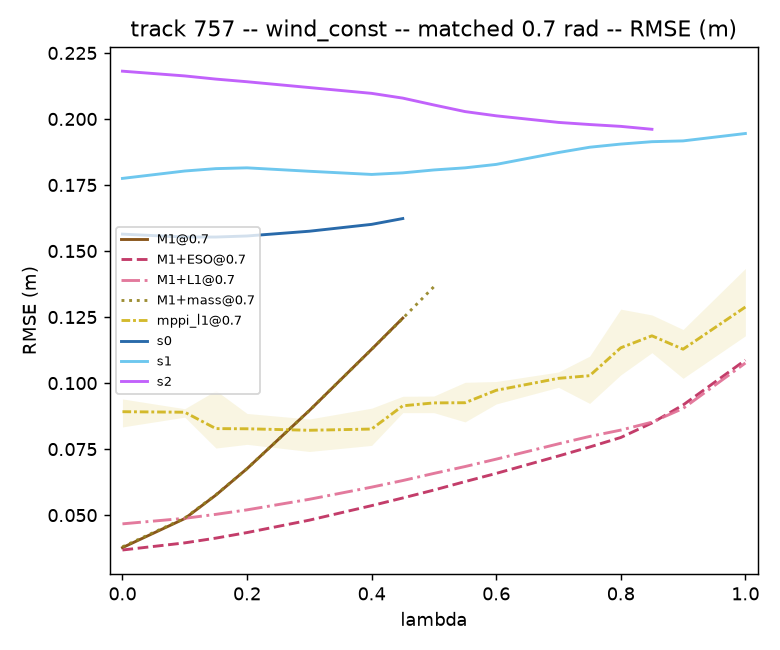 track 757 -- wind_const -- matched 0.7 rad -- RMSE (m)
RMSE (m)
0.225
0.200
0.175
0.150
0.125
0.100
0.075
0.050
M1@0.7
M1+ESO@0.7
M1+L1@0.7
M1+mass@0.7
mppi_l1@0.7
s0
s1
s2
0.0 0.2 0.4 0.6 0.8 1.0
lambda